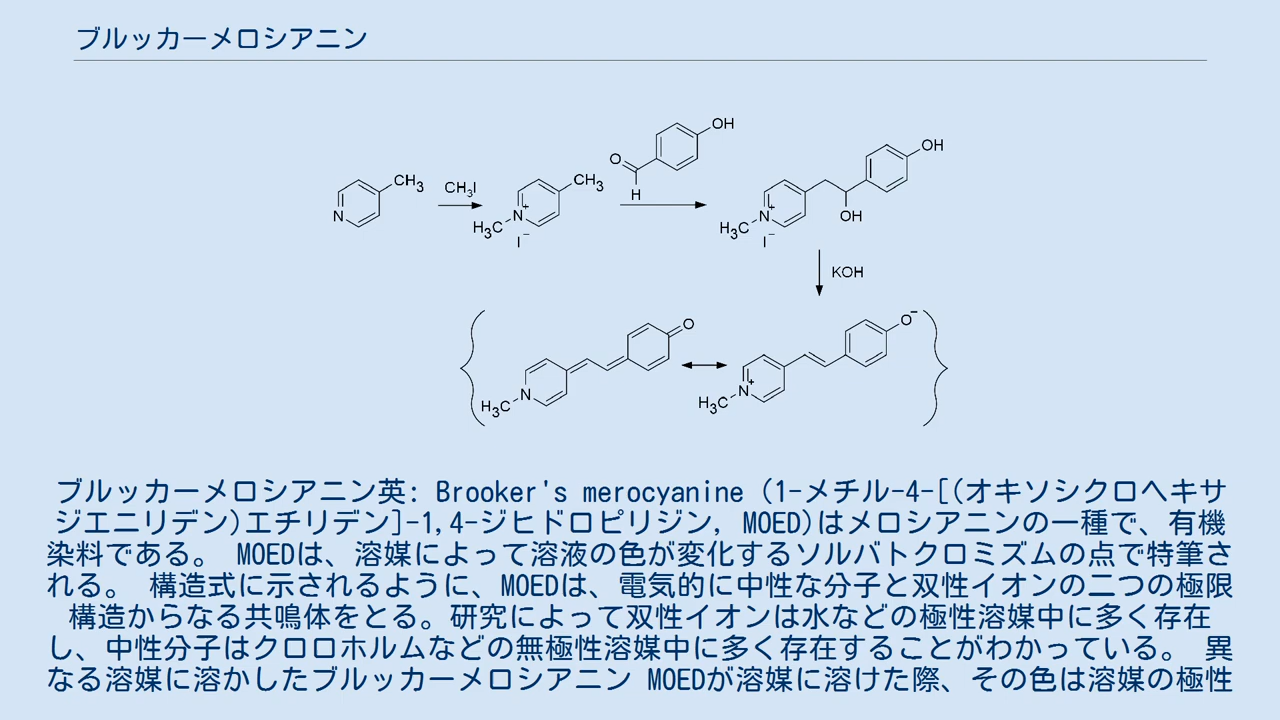 ブルッカーメロシアニン
OH
O
H
CH₃
N
CH₃I
CH₃
N⁺
H₃C
I⁻
OH
OH
N⁺
H₃C
I⁻
KOH
O
N
H₃C
O⁻
N⁺
H₃C
ブルッカーメロシアニン英: Brooker's merocyanine (1-メチル-4-[(オキソシクロヘキサ
ジエニリデン)エチリデン]-1,4-ジヒドロピリジン, MOED)はメロシアニンの一種で、有機
染料である。 MOEDは、溶媒によって溶液の色が変化するソルバトクロミズムの点で特筆さ
れる。 構造式に示されるように、MOEDは、電気的に中性な分子と双性イオンの二つの極限
構造からなる共鳴体をとる。研究によって双性イオンは水などの極性溶媒中に多く存在
し、中性分子はクロロホルムなどの無極性溶媒中に多く存在することがわかっている。 異
なる溶媒に溶かしたブルッカーメロシアニン MOEDが溶媒に溶けた際、その色は溶媒の極性